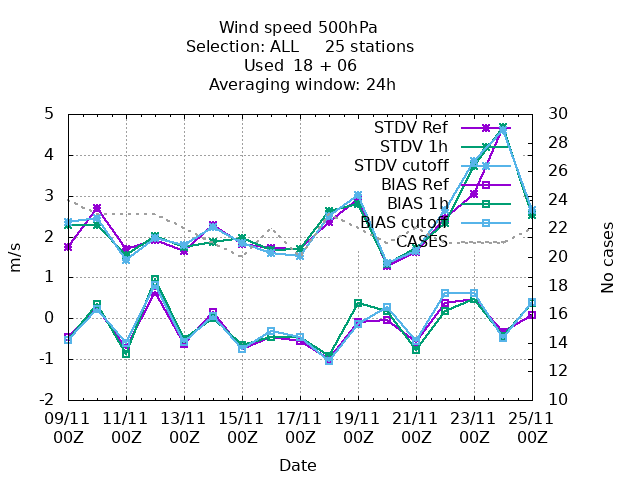 Wind speed 500hPa
Selection: ALL     25 stations
Used  18 + 06
Averaging window: 24h
STDV Ref
STDV 1h
STDV cutoff
BIAS Ref
BIAS 1h
BIAS cutoff
CASES
5
4
3
2
1
0
-1
-2
m/s
30
28
26
24
22
20
18
16
14
12
10
No cases
09/11 11/11 13/11 15/11 17/11 19/11 21/11 23/11 25/11
00Z 00Z 00Z 00Z 00Z 00Z 00Z 00Z 00Z
Date